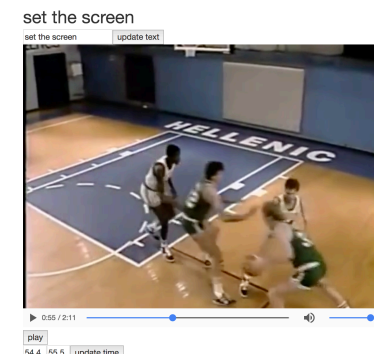 set the screen
set the screen update text
HELLENIC
0:55 / 2:11
play
54.4 55.5 update time